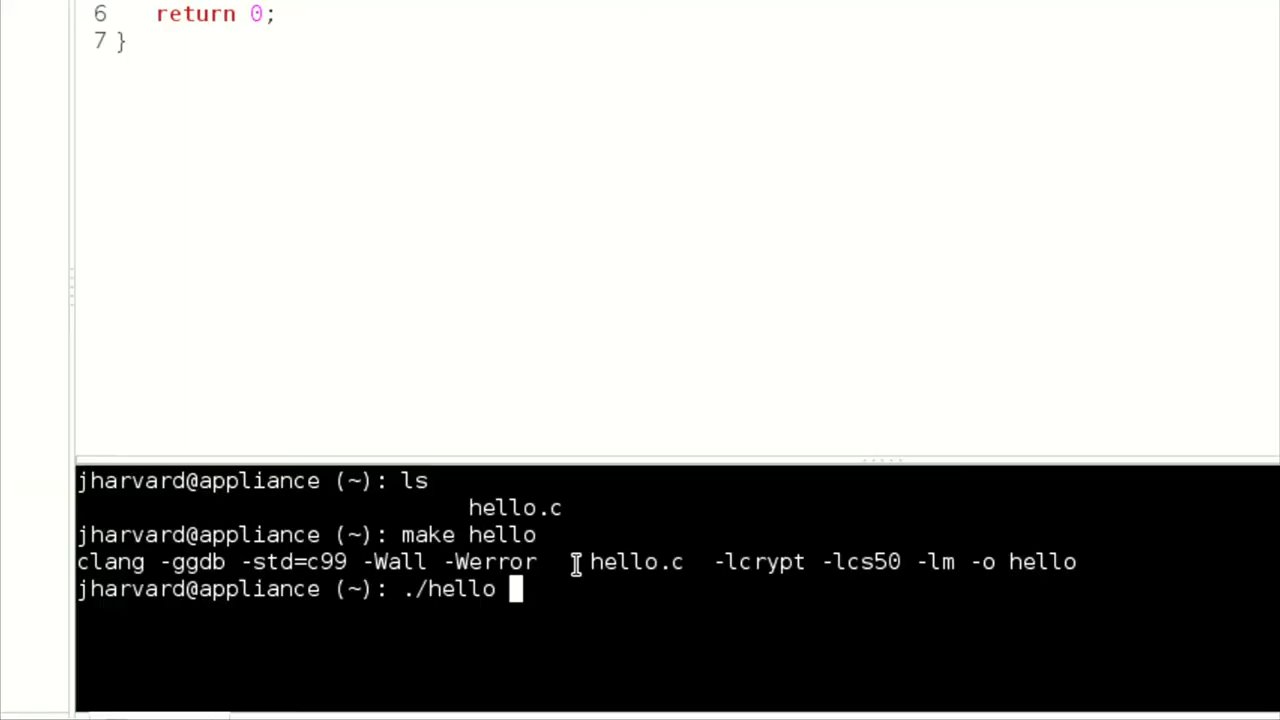 6 return 0;
7 }
jharvard@appliance (~): ls
hello.c
jharvard@appliance (~): make hello
clang -ggdb -std=c99 -Wall -Werror hello.c -lcrypt -lcs50 -lm -o hello
jharvard@appliance (~): ./hello